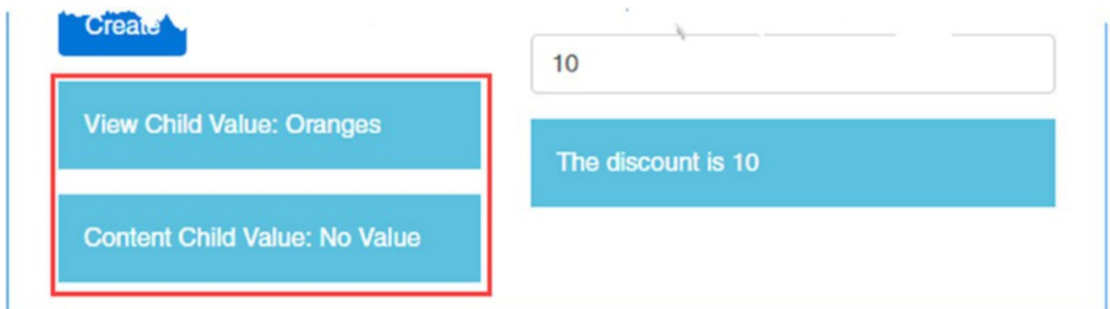 Create
View Child Value: Oranges
Content Child Value: No Value
10
The discount is 10